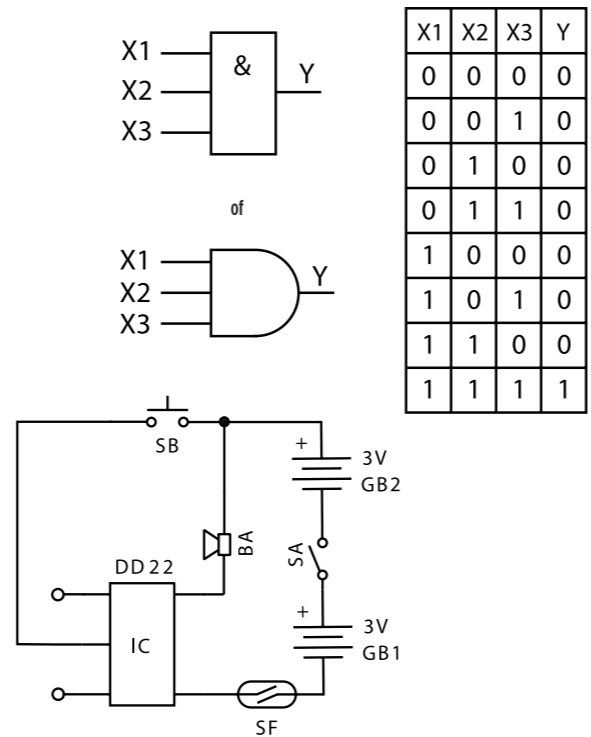 X1
X2
X3
&
Y
of
X1
X2
X3
Y
X1 X2 X3 Y
0 0 0 0
0 0 1 0
0 1 0 0
0 1 1 0
1 0 0 0
1 0 1 0
1 1 0 0
1 1 1 1
SB
+
3V
GB2
BA
SA
DD22
IC
+
3V
GB1
SF